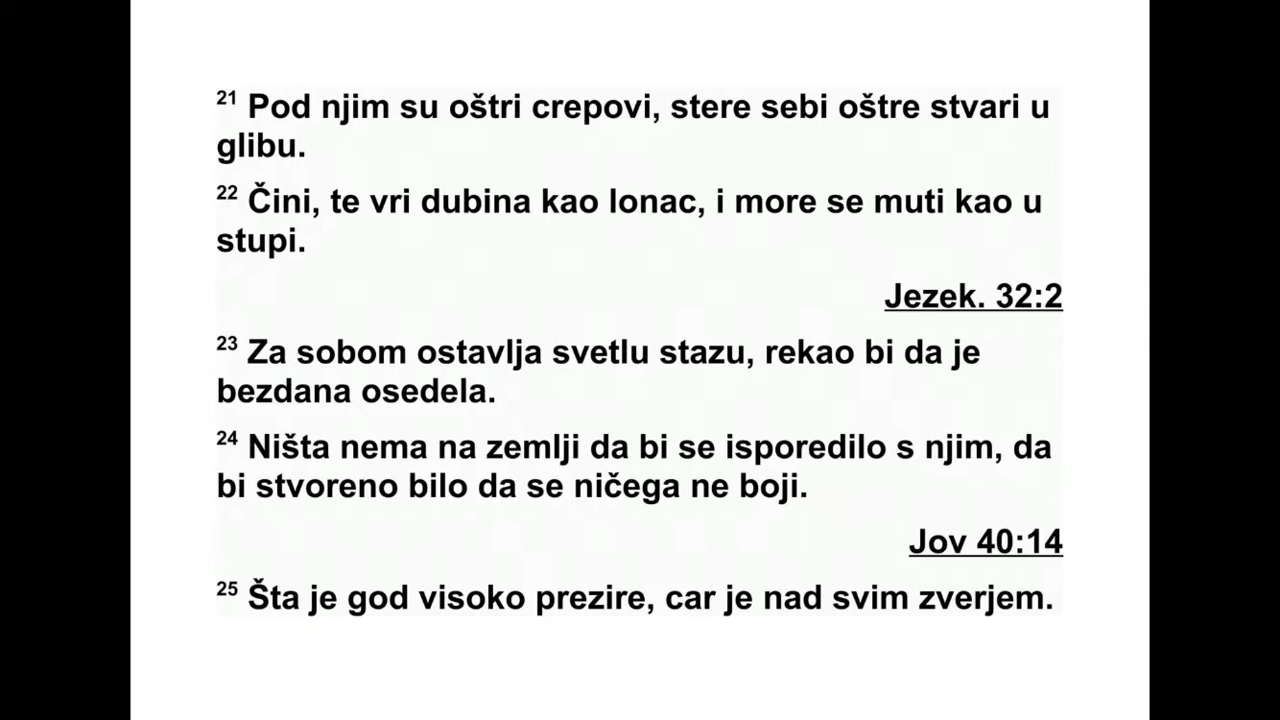 21 Pod njim su oštri crepovi, stere sebi oštre stvari u
glibu.
22 Čini, te vri dubina kao lonac, i more se muti kao u
stupi.
Jezek. 32:2
23 Za sobom ostavlja svetlu stazu, rekao bi da je
bezdana osedela.
24 Ništa nema na zemlji da bi se isporedilo s njim, da
bi stvoreno bilo da se ničega ne boji.
Jov 40:14
25 Šta je god visoko prezire, car je nad svim zverjem.